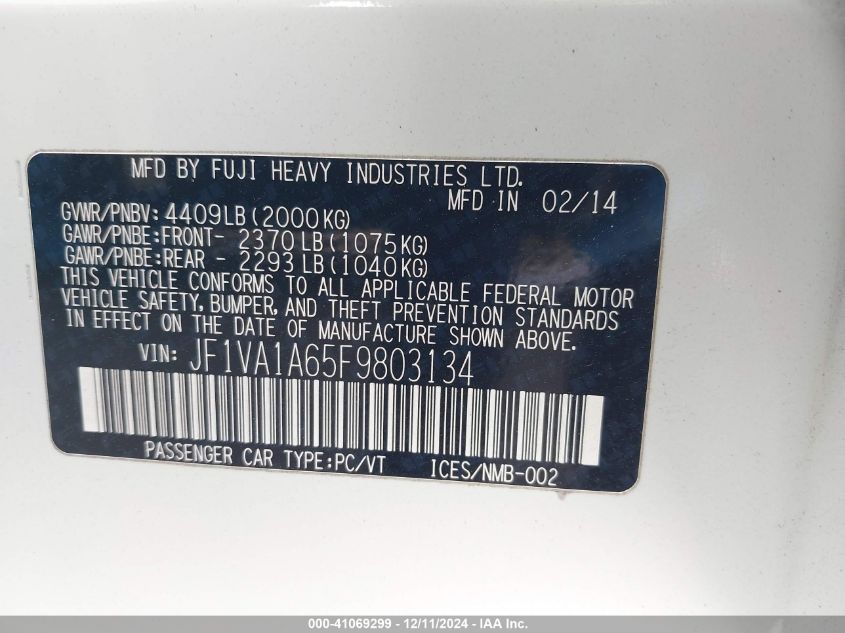 MFD BY FUJI HEAVY INDUSTRIES LTD.
MFD IN 02/14
GVWR/PNBV: 4409LB(2000KG)
GAWR/PNBE:FRONT- 2370LB(1075KG)
GAWR/PNBE:REAR - 2293LB(1040KG)
THIS VEHICLE CONFORMS TO ALL APPLICABLE FEDERAL MOTOR
VEHICLE SAFETY, BUMPER, AND THEFT PREVENTION STANDARDS
IN EFFECT ON THE DATE OF MANUFACTURE SHOWN ABOVE.
VIN: JF1VA1A65F9803134
PASSENGER CAR TYPE:PC/VT ICES/NMB-002
000-41069299 - 12/11/2024 - IAA Inc.